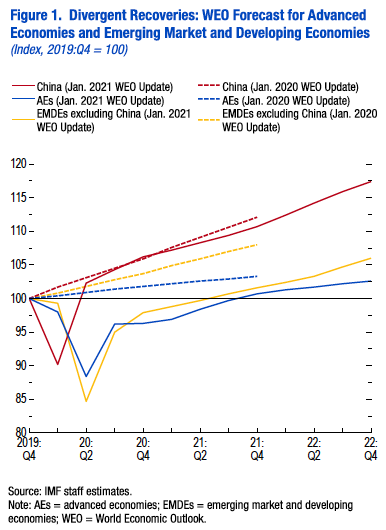 Figure 1. Divergent Recoveries: WEO Forecast for Advanced
Economies and Emerging Market and Developing Economies
(Index, 2019:Q4 = 100)
China (Jan. 2021 WEO Update) China (Jan. 2020 WEO Update)
AEs (Jan. 2021 WEO Update) AEs (Jan. 2020 WEO Update)
EMDEs excluding China (Jan. 2021 EMDEs excluding China (Jan. 2020
WEO Update) WEO Update)
120
115
110
105
100
95
90
85
80
2019: 20: 20: 21: 21: 22: 22:
Q4 Q2 Q4 Q2 Q4 Q2 Q4
Source: IMF staff estimates.
Note: AEs = advanced economies; EMDEs = emerging market and developing
economies; WEO = World Economic Outlook.